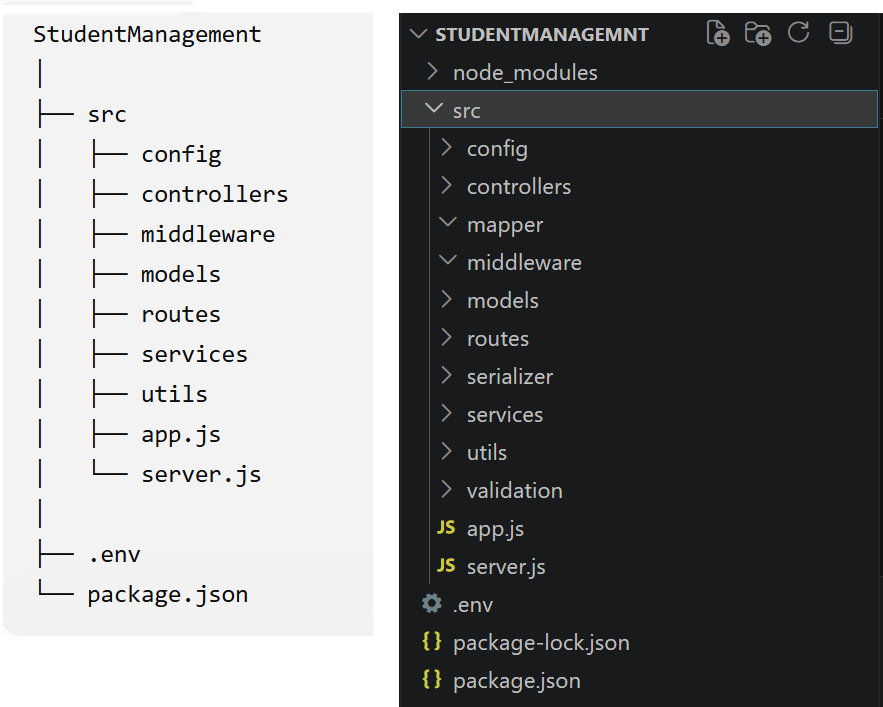 StudentManagement
│
├── src
│   ├── config
│   ├── controllers
│   ├── middleware
│   ├── models
│   ├── routes
│   ├── services
│   ├── utils
│   ├── app.js
│   └── server.js
│
├── .env
└── package.json
STUDENTMANAGEMNT
node_modules
src
config
controllers
mapper
middleware
models
routes
serializer
services
utils
validation
JS app.js
JS server.js
.env
{} package-lock.json
{} package.json